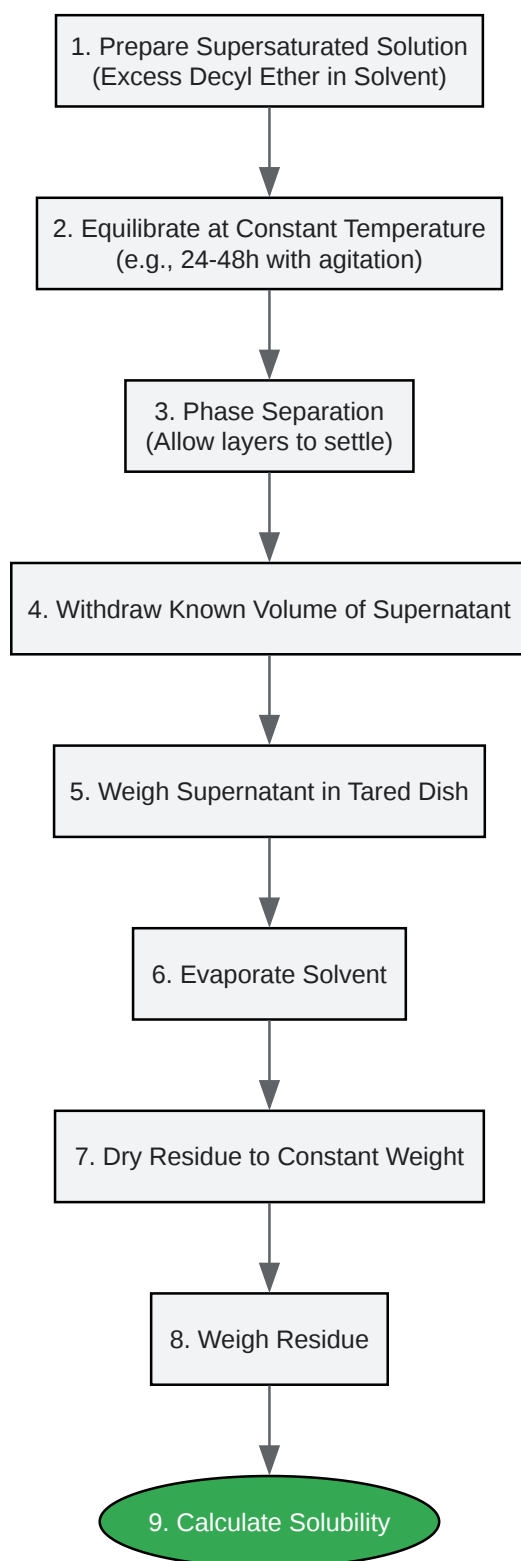 1. Prepare Supersaturated Solution
(Excess Decyl Ether in Solvent)
2. Equilibrate at Constant Temperature
(e.g., 24-48h with agitation)
3. Phase Separation
(Allow layers to settle)
4. Withdraw Known Volume of Supernatant
5. Weigh Supernatant in Tared Dish
6. Evaporate Solvent
7. Dry Residue to Constant Weight
8. Weigh Residue
9. Calculate Solubility